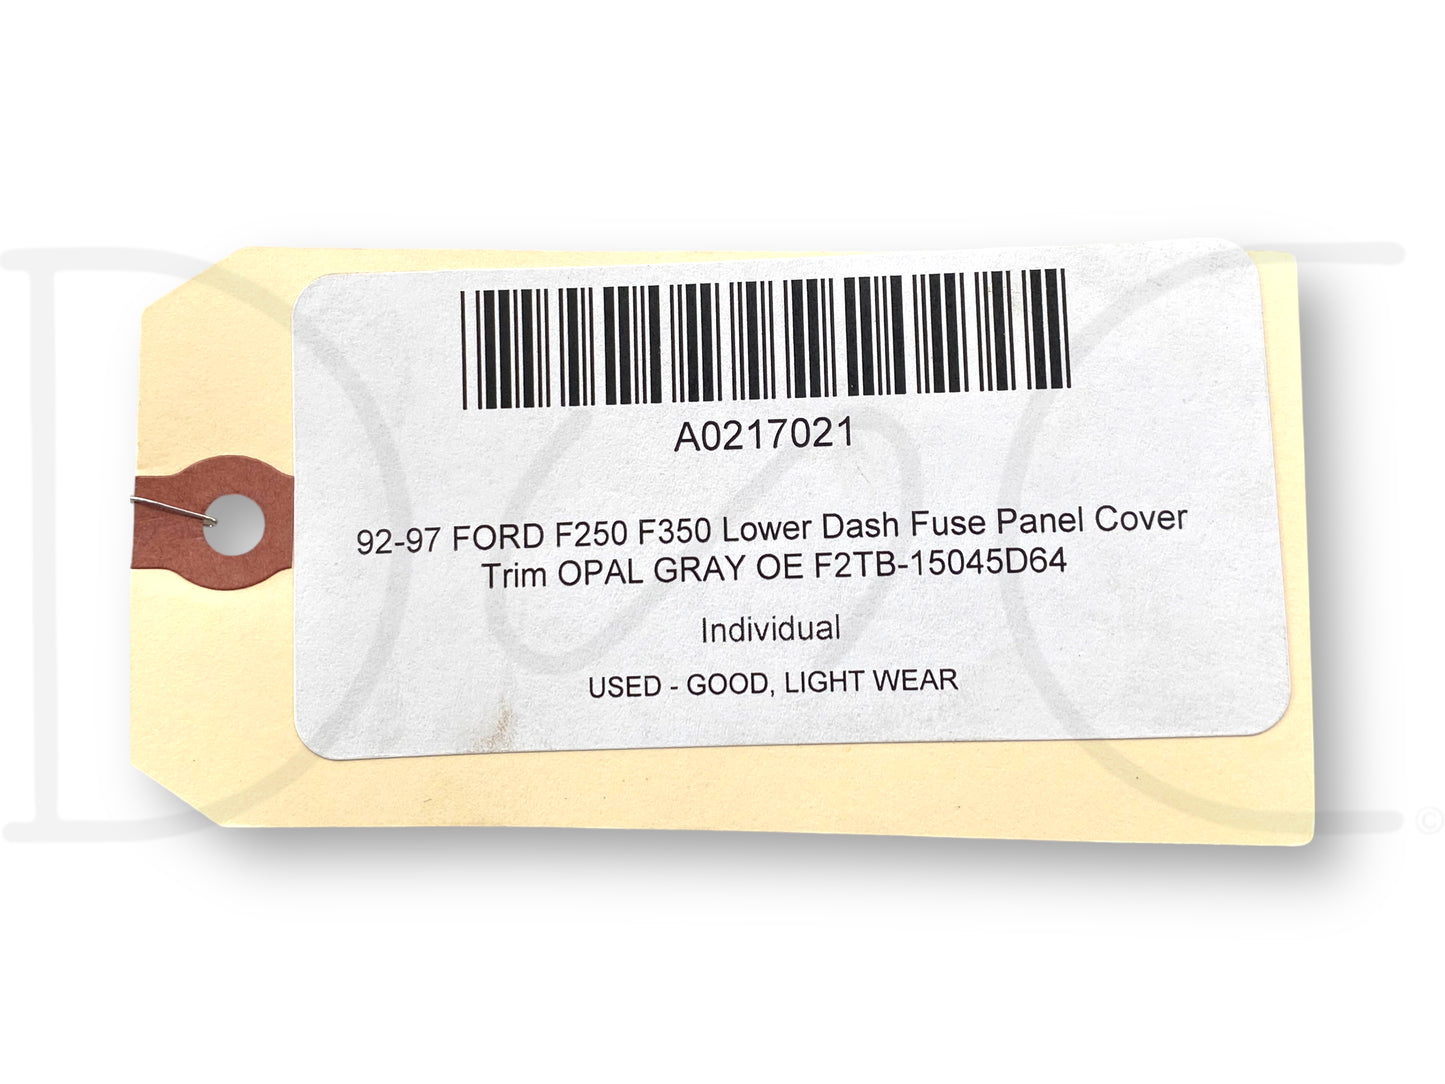 A0217021
92-97 FORD F250 F350 Lower Dash Fuse Panel Cover
Trim OPAL GRAY OE F2TB-15045D64
Individual
USED - GOOD, LIGHT WEAR
©